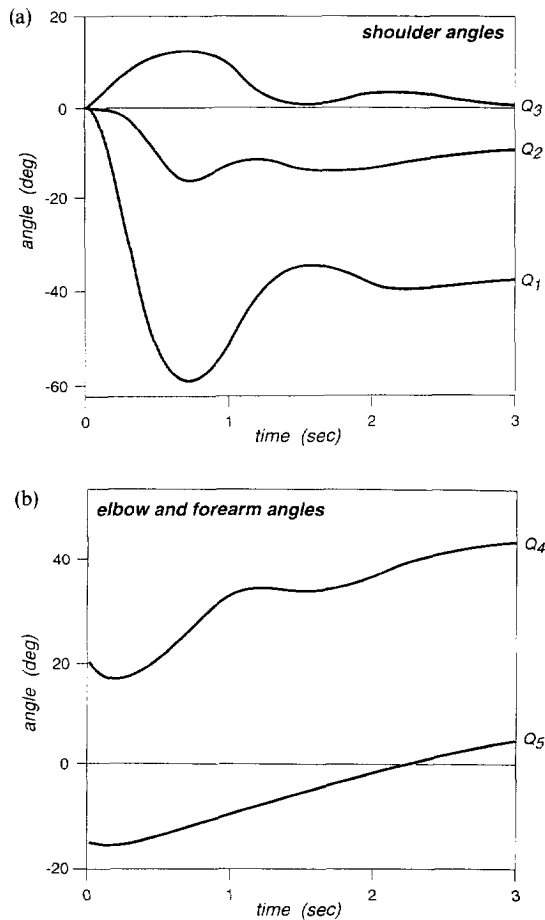 (a)
20
shoulder angles
0
Q3
Q2
-20
angle (deg)
-40
Q1
-60
0
1
2
3
time (sec)
(b)
elbow and forearm angles
40
Q4
20
angle (deg)
Q5
0
-20
0
1
2
3
time (sec)